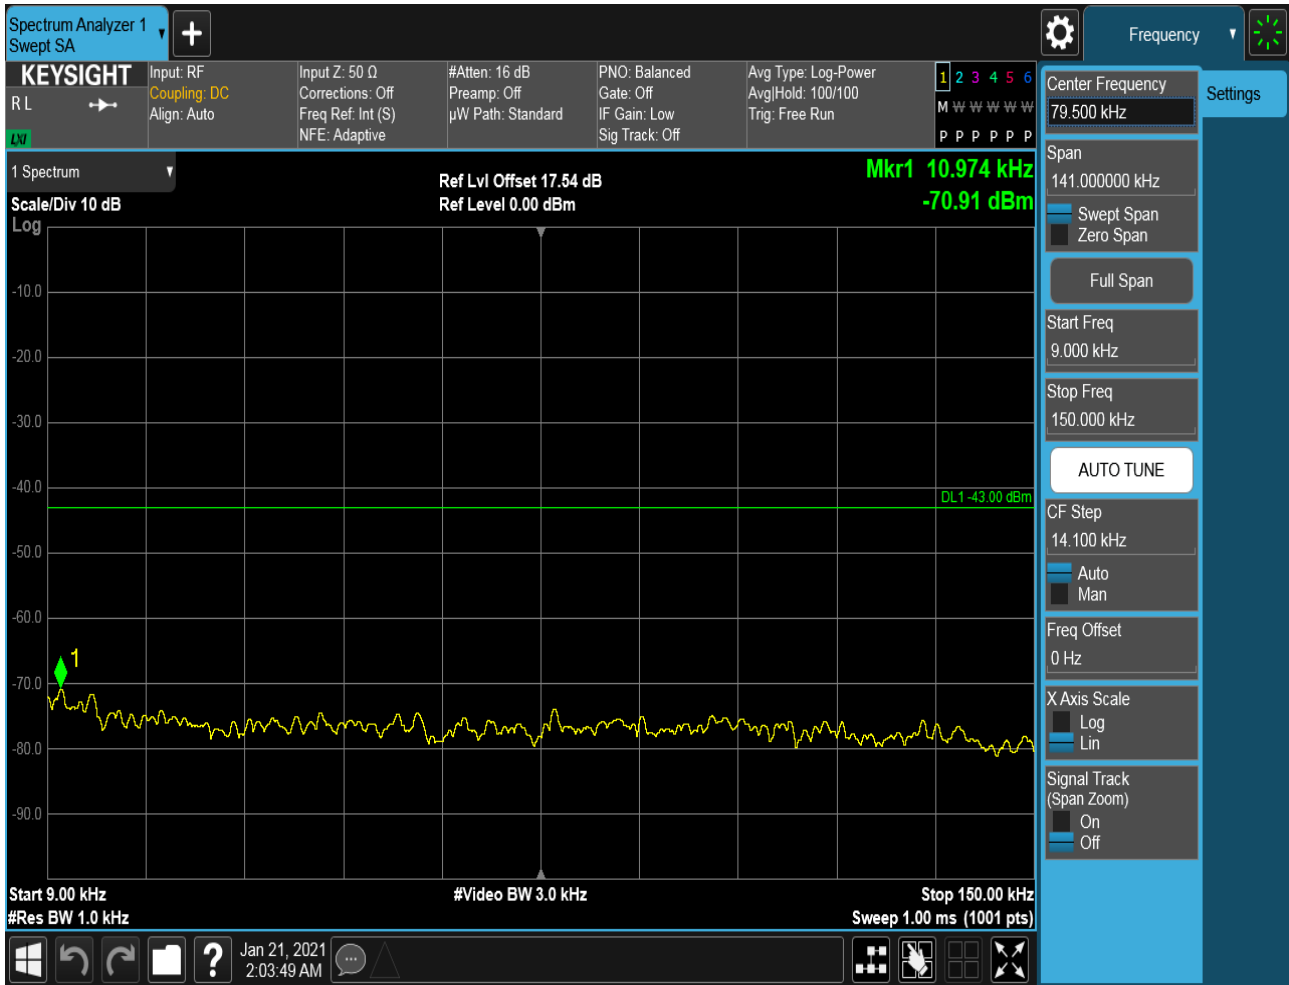 Spectrum Analyzer 1
Swept SA
Frequency
KEYSIGHT
R L
LXI
Input: RF
Coupling: DC
Align: Auto
Input Z: 50 Ω
Corrections: Off
Freq Ref: Int (S)
NFE: Adaptive
#Atten: 16 dB
Preamp: Off
µW Path: Standard
PNO: Balanced
Gate: Off
IF Gain: Low
Sig Track: Off
Avg Type: Log-Power
Avg|Hold: 100/100
Trig: Free Run
1 2 3 4 5 6
M W W W W W
P P P P P P
1 Spectrum
Scale/Div 10 dB
Log
Ref Lvl Offset 17.54 dB
Ref Level 0.00 dBm
Mkr1 10.974 kHz
-70.91 dBm
-10.0
-20.0
-30.0
-40.0
DL1 -43.00 dBm
-50.0
-60.0
1
-70.0
-80.0
-90.0
Start 9.00 kHz
#Res BW 1.0 kHz
#Video BW 3.0 kHz
Stop 150.00 kHz
Sweep 1.00 ms (1001 pts)
?
Jan 21, 2021
2:03:49 AM
Center Frequency
79.500 kHz
Settings
Span
141.000000 kHz
Swept Span
Zero Span
Full Span
Start Freq
9.000 kHz
Stop Freq
150.000 kHz
AUTO TUNE
CF Step
14.100 kHz
Auto
Man
Freq Offset
0 Hz
X Axis Scale
Log
Lin
Signal Track
(Span Zoom)
On
Off